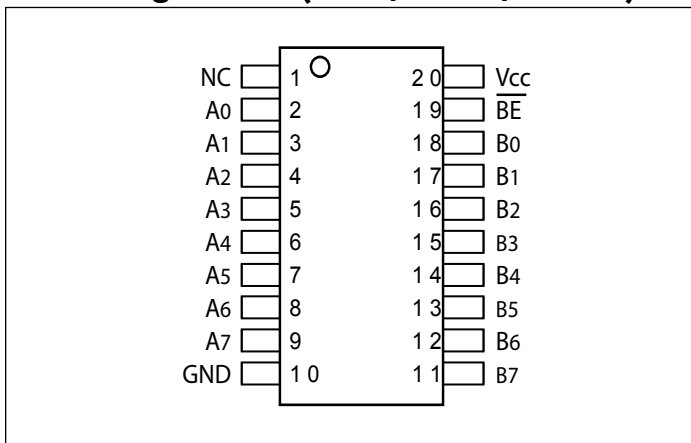 NC 1 20 Vcc
A0 2 19 BE
A1 3 18 B0
A2 4 17 B1
A3 5 16 B2
A4 6 15 B3
A5 7 14 B4
A6 8 13 B5
A7 9 12 B6
GND 10 11 B7